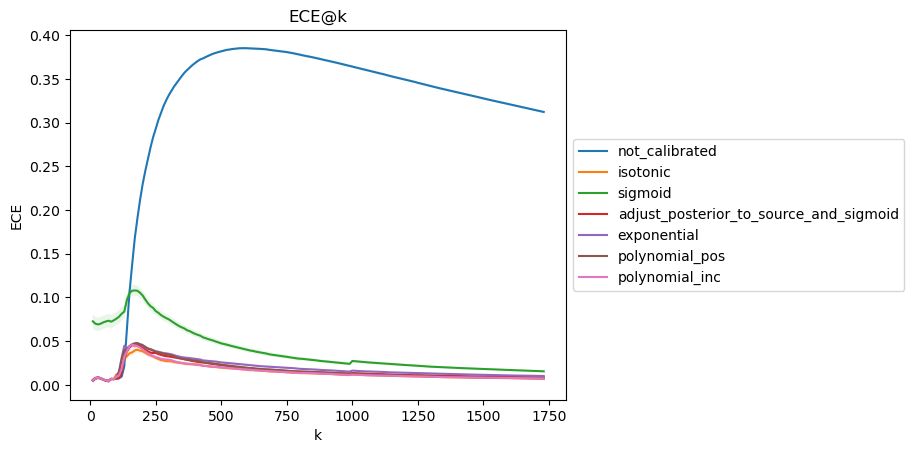 ECE@k
0.40
0.35
0.30
0.25
0.20
0.15
0.10
0.05
0.00
ECE
0
250
500
750
1000
1250
1500
1750
k
not_calibrated
isotonic
sigmoid
adjust_posterior_to_source_and_sigmoid
exponential
polynomial_pos
polynomial_inc